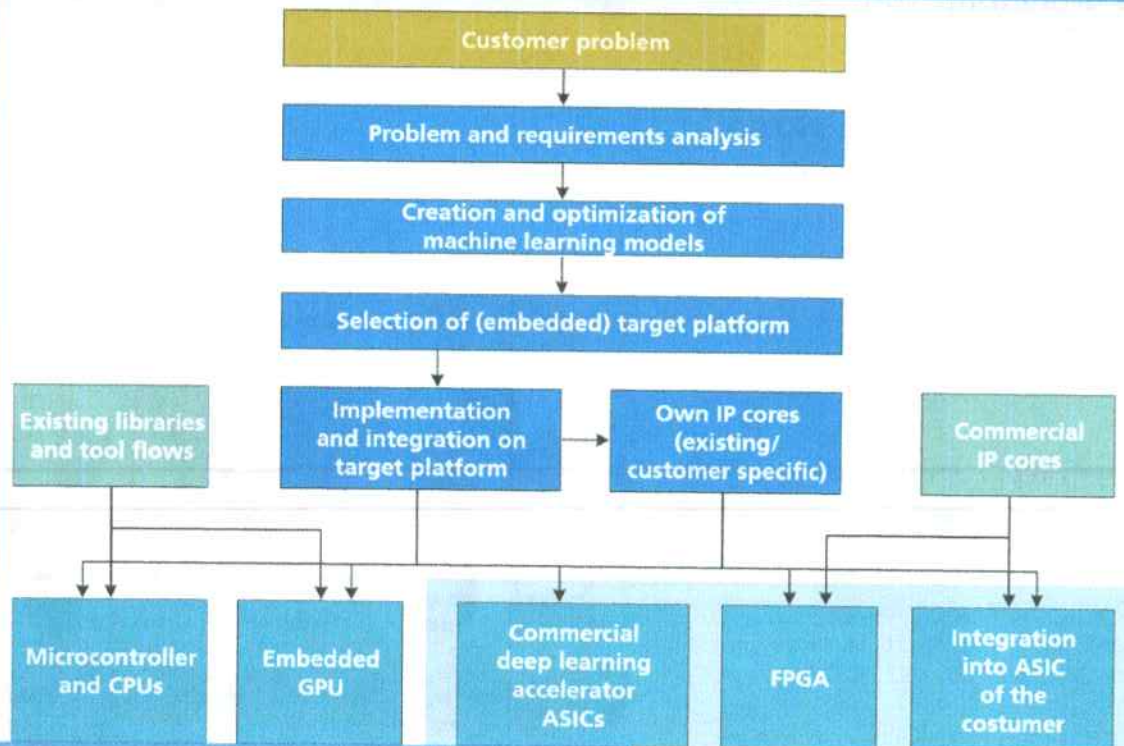 Customer problem
Problem and requirements analysis
Creation and optimization of
machine learning models
Selection of (embedded) target platform
Existing libraries
and tool flows
Implementation
and integration on
target platform
Own IP cores
(existing/
customer specific)
Commercial
IP cores
Microcontroller
and CPUs
Embedded
GPU
Commercial
deep learning
accelerator
ASICs
FPGA
Integration
into ASIC
of the
costumer